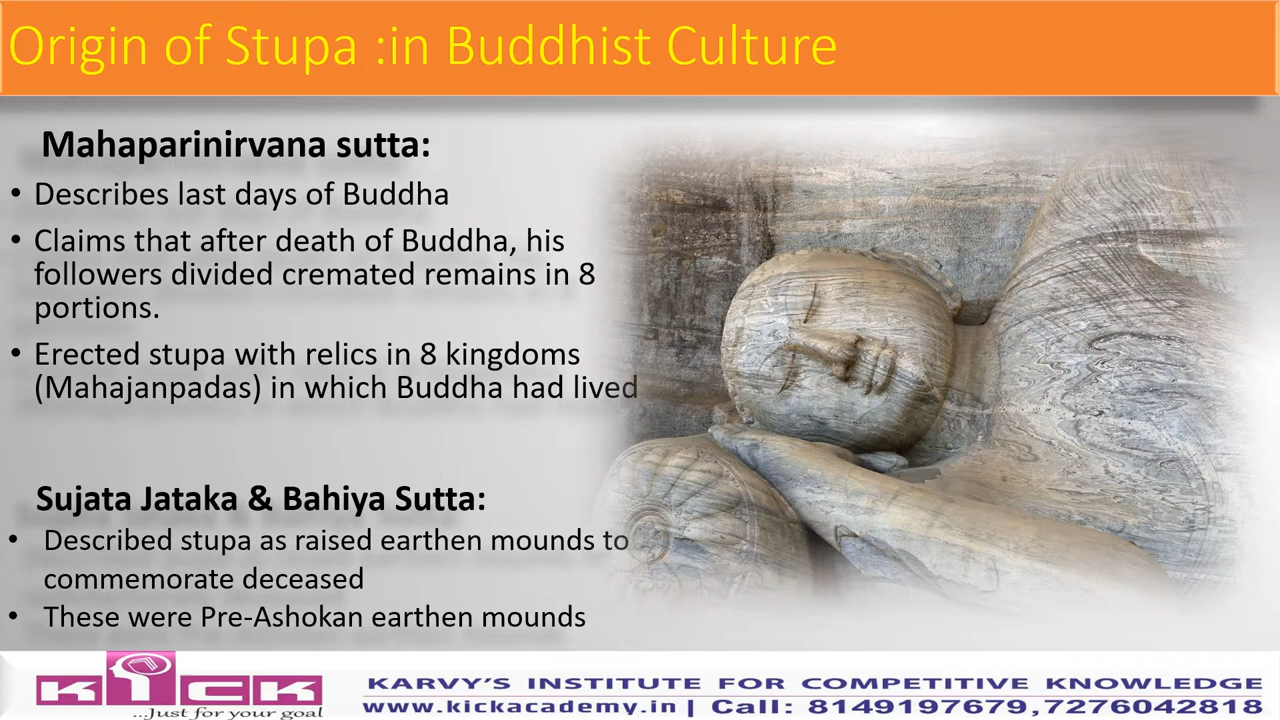 Origin of Stupa :in Buddhist Culture
Mahaparinirvana sutta:
• Describes last days of Buddha
• Claims that after death of Buddha, his
followers divided cremated remains in 8
portions.
• Erected stupa with relics in 8 kingdoms
(Mahajanpadas) in which Buddha had lived
Sujata Jataka & Bahiya Sutta:
• Described stupa as raised earthen mounds to
commemorate deceased
• These were Pre-Ashokan earthen mounds
KICK
...Just for your goal
KARVY'S INSTITUTE FOR COMPETITIVE KNOWLEDGE
www.kickacademy.in | Call: 8149197679,7276042818